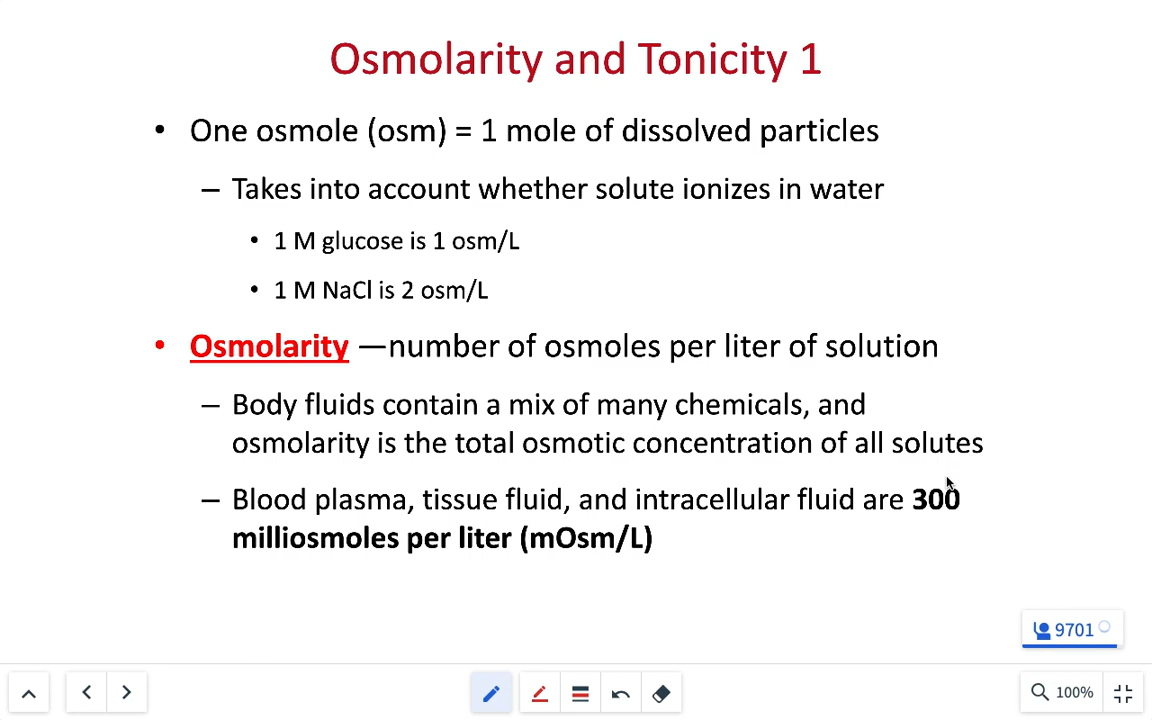 Osmolarity and Tonicity 1
• One osmole (osm) = 1 mole of dissolved particles
– Takes into account whether solute ionizes in water
• 1 M glucose is 1 osm/L
• 1 M NaCl is 2 osm/L
• Osmolarity —number of osmoles per liter of solution
– Body fluids contain a mix of many chemicals, and
osmolarity is the total osmotic concentration of all solutes
– Blood plasma, tissue fluid, and intracellular fluid are 300
milliosmoles per liter (mOsm/L)
9701
100%